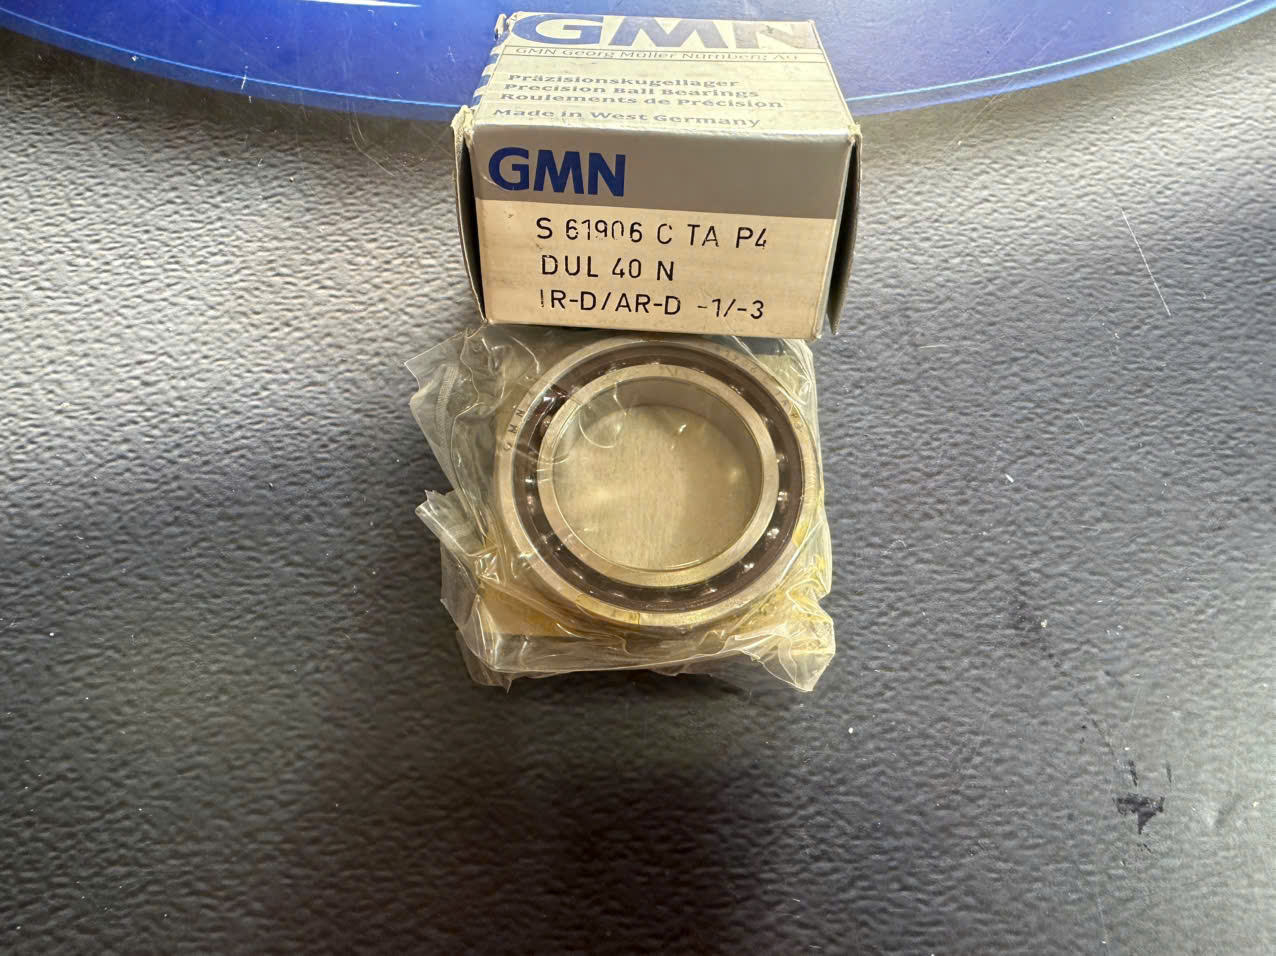 GMN
GMN Georg Müller Nürnberg AG
Präzisionskugellager
Precision Ball Bearings
Roulements de Précision
Made in West Germany
GMN
S 61906 C TA P4
DUL 40 N
IR-D/AR-D -1/-3
GMN